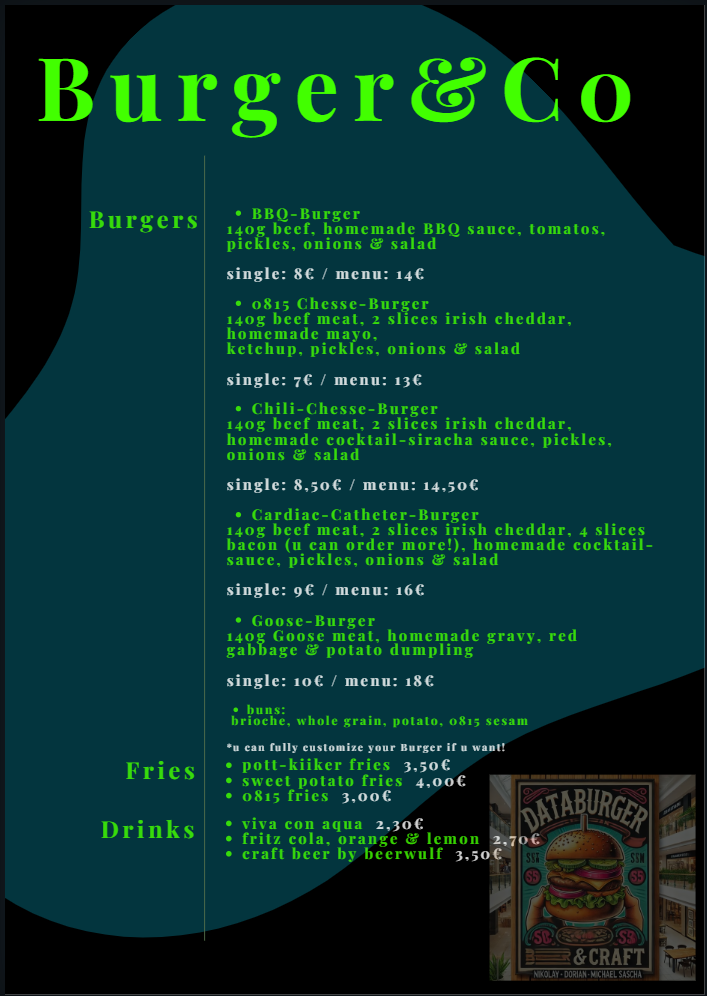 Burger&Co
Burgers
• BBQ-Burger
140g beef, homemade BBQ sauce, tomatos,
pickles, onions & salad
single: 8€ / menu: 14€
• 0815 Chesse-Burger
140g beef meat, 2 slices irish cheddar,
homemade mayo,
ketchup, pickles, onions & salad
single: 7€ / menu: 13€
• Chili-Chesse-Burger
140g beef meat, 2 slices irish cheddar,
homemade cocktail-siracha sauce, pickles,
onions & salad
single: 8,50€ / menu: 14,50€
• Cardiac-Catheter-Burger
140g beef meat, 2 slices irish cheddar, 4 slices
bacon (u can order more!), homemade cocktail-
sauce, pickles, onions & salad
single: 9€ / menu: 16€
• Goose-Burger
140g Goose meat, homemade gravy, red
gabbage & potato dumpling
single: 10€ / menu: 18€
• buns:
brioche, whole grain, potato, 0815 sesam
*u can fully customize your Burger if u want!
Fries
• pott-kiiker fries 3,50€
• sweet potato fries 4,00€
• 0815 fries 3,00€
Drinks
• viva con aqua 2,30€
• fritz cola, orange & lemon 2,70€
• craft beer by beerwulf 3,50€
DATABURGER
& CRAFT
NIKOLAY · DORIAN · MICHAEL SASCHA